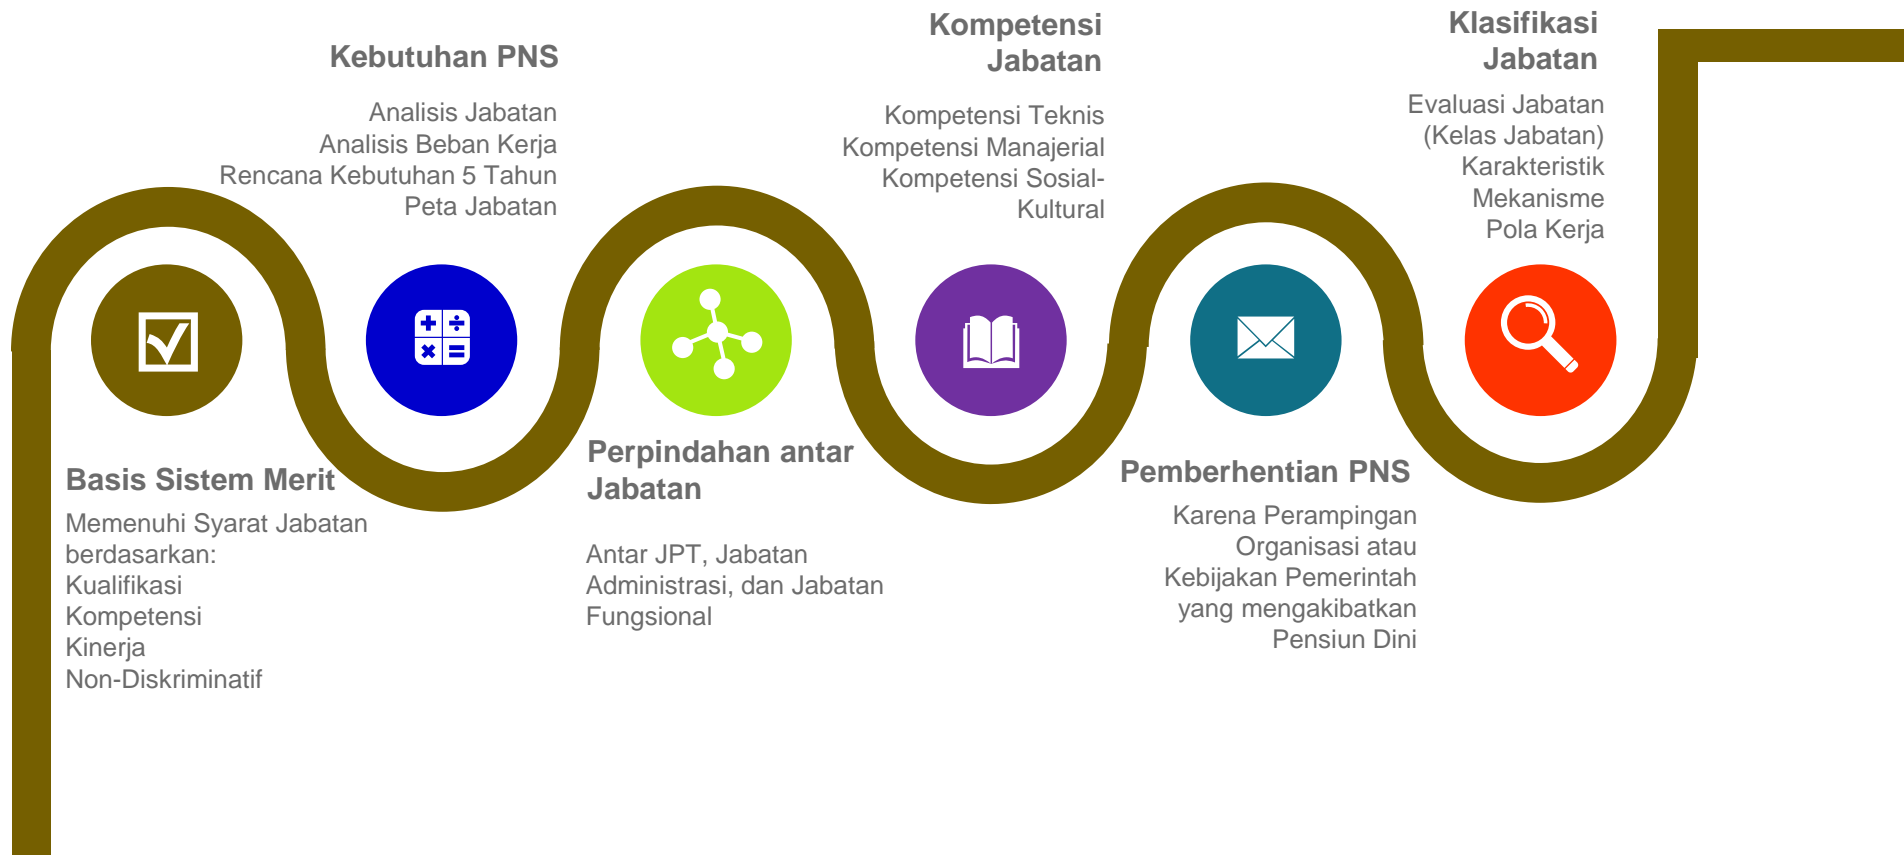 Basis Sistem Merit
Memenuhi Syarat Jabatan
berdasarkan:
Kualifikasi
Kompetensi
Kinerja
Non-Diskriminatif
Kebutuhan PNS
Analisis Jabatan
Analisis Beban Kerja
Rencana Kebutuhan 5 Tahun
Peta Jabatan
Perpindahan antar
Jabatan
Antar JPT, Jabatan
Administrasi, dan Jabatan
Fungsional
Kompetensi
Jabatan
Kompetensi Teknis
Kompetensi Manajerial
Kompetensi Sosial-
Kultural
Pemberhentian PNS
Karena Perampingan
Organisasi atau
Kebijakan Pemerintah
yang mengakibatkan
Pensiun Dini
Klasifikasi
Jabatan
Evaluasi Jabatan
(Kelas Jabatan)
Karakteristik
Mekanisme
Pola Kerja